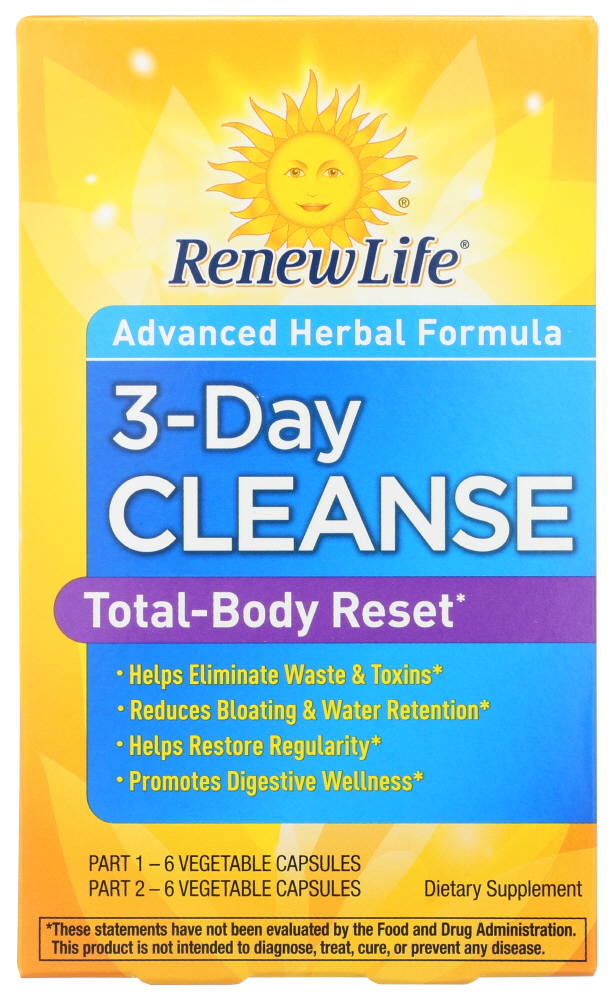 ®
RenewLife®
Advanced Herbal Formula
3-Day
CLEANSE
Total-Body Reset*
• Helps Eliminate Waste & Toxins*
• Reduces Bloating & Water Retention*
• Helps Restore Regularity*
• Promotes Digestive Wellness*
PART 1 – 6 VEGETABLE CAPSULES
PART 2 – 6 VEGETABLE CAPSULES Dietary Supplement
*These statements have not been evaluated by the Food and Drug Administration.
This product is not intended to diagnose, treat, cure, or prevent any disease.